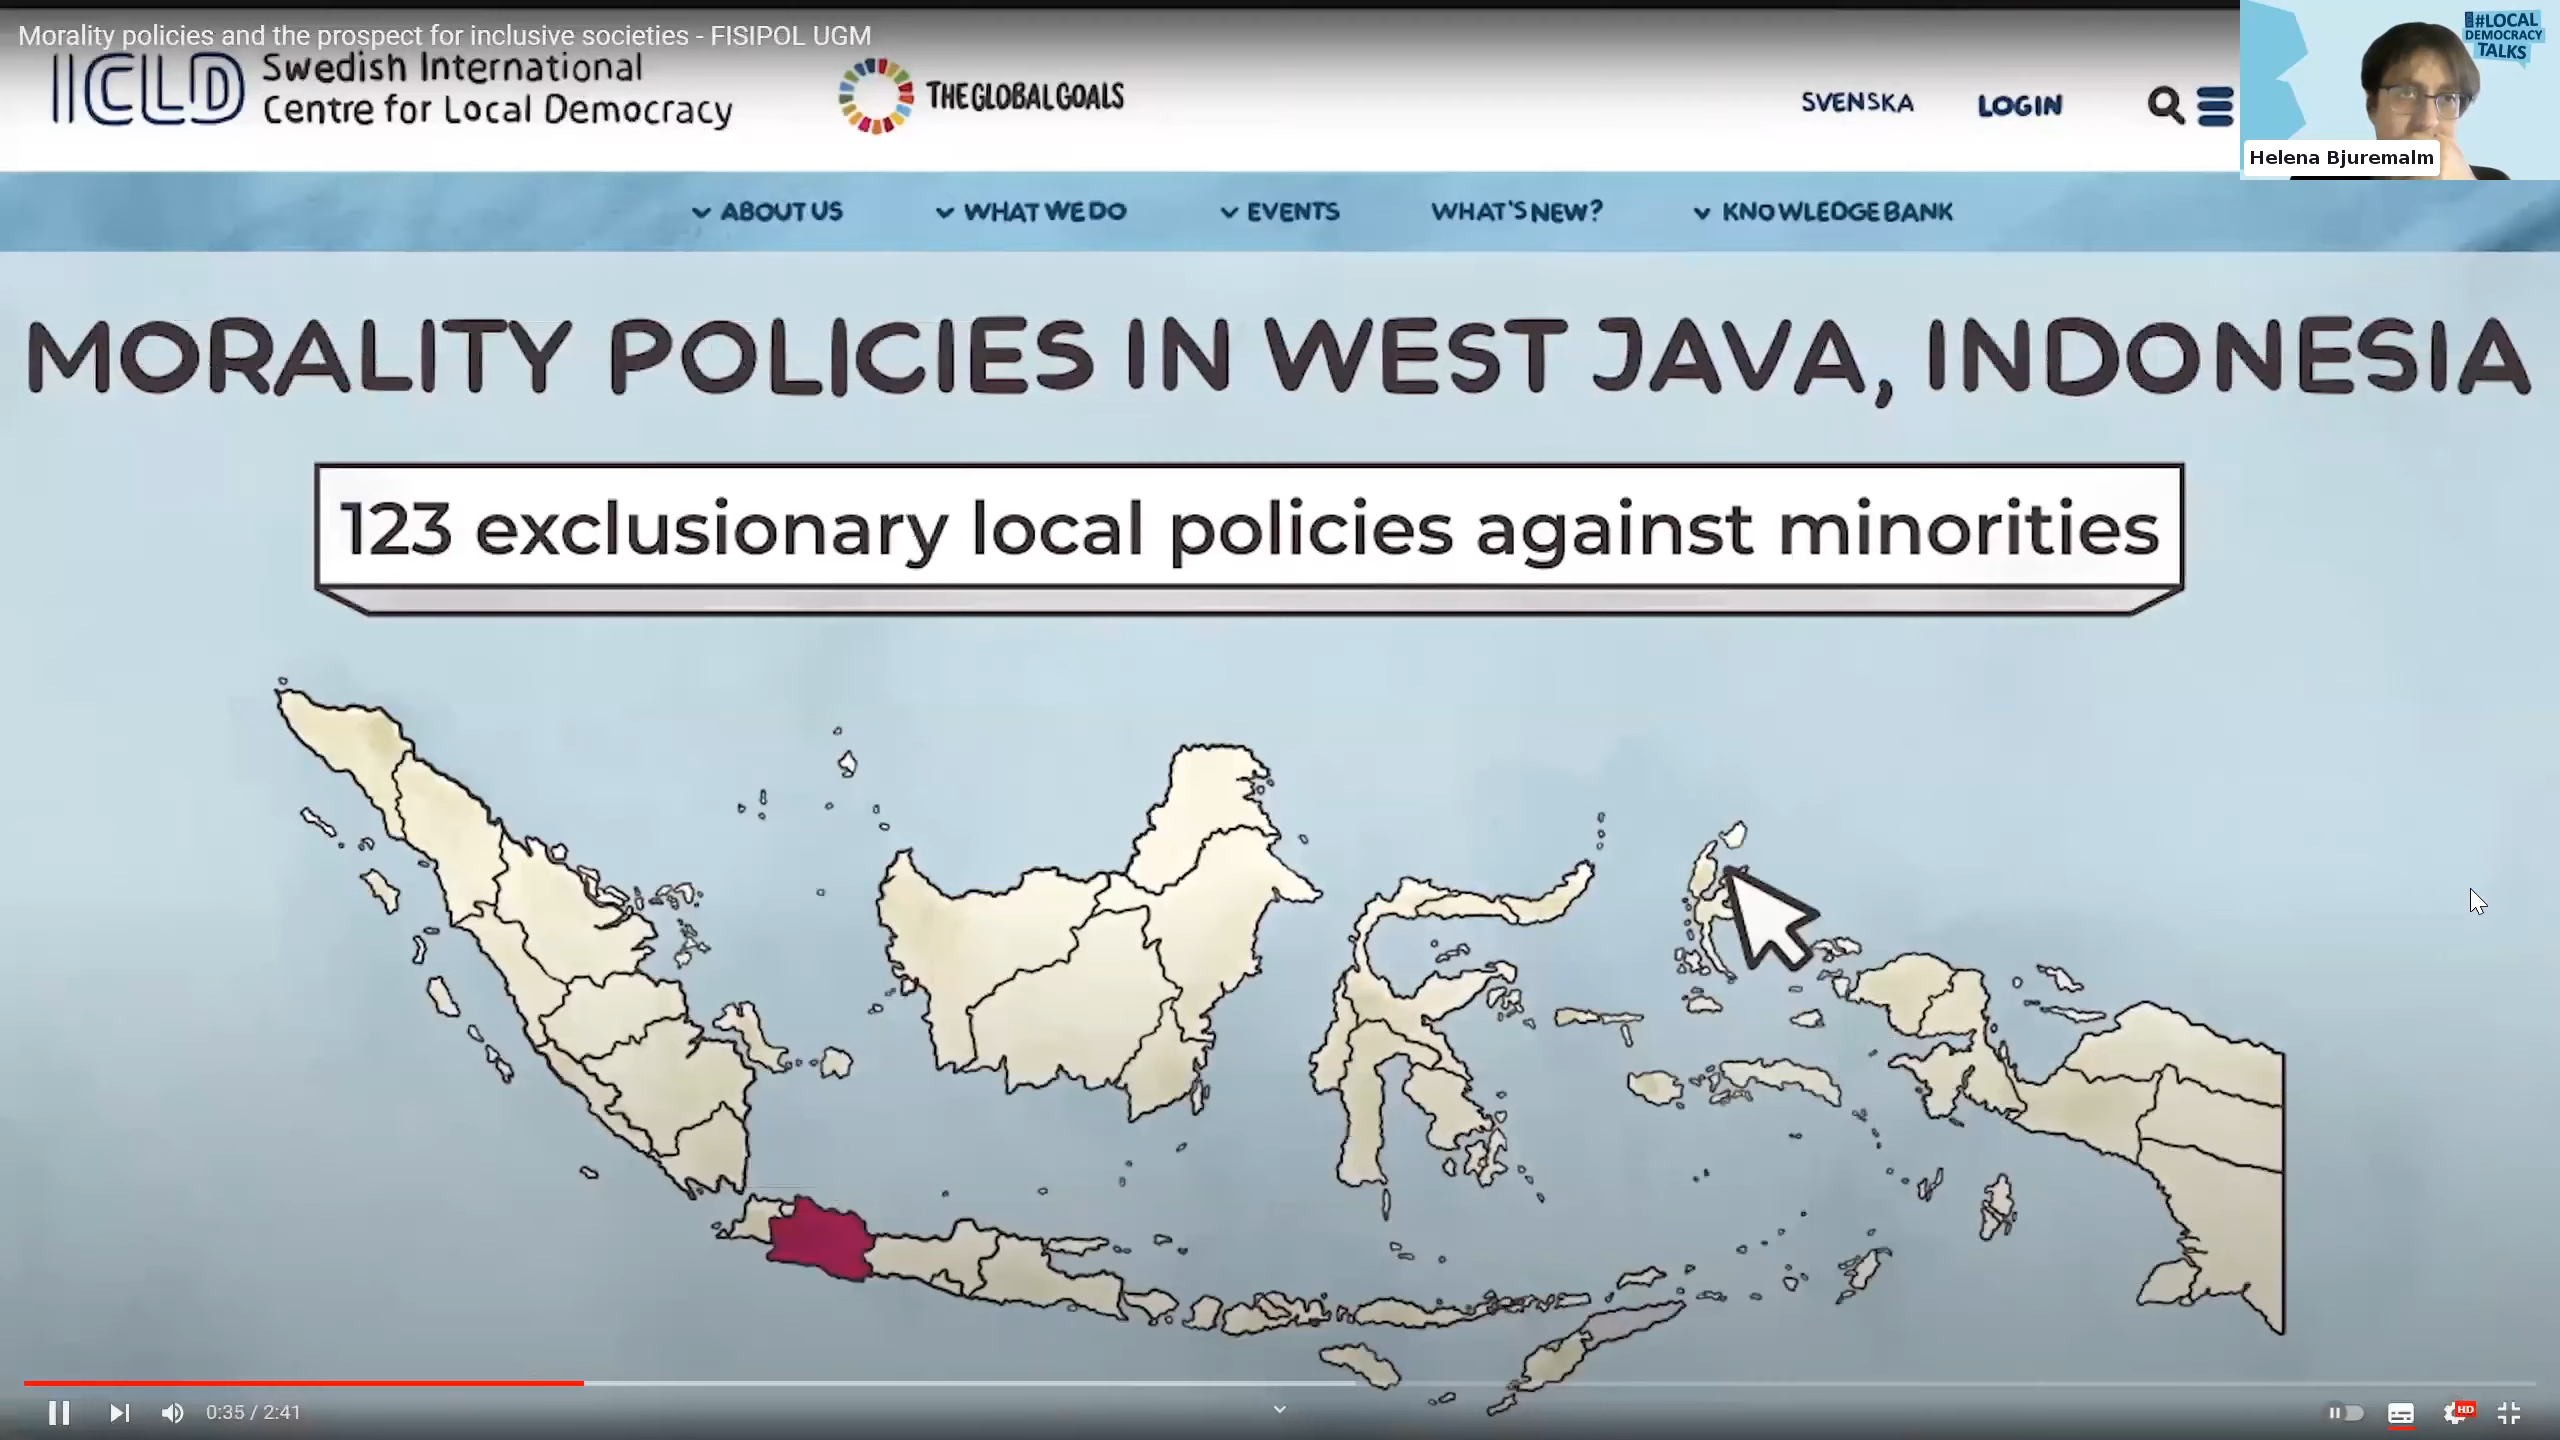 Morality policies and the prospect for inclusive societies - FISIPOL UGM
ICLD
Swedish International
Centre for Local Democracy
THE GLOBAL GOALS
SVENSKA
LOGIN
#LOCAL
DEMOCRACY
TALKS
Helena Bjuremalm
ABOUT US
WHAT WE DO
EVENTS
WHAT'S NEW?
KNOWLEDGE BANK
MORALITY POLICIES IN WEST JAVA, INDONESIA
123 exclusionary local policies against minorities
0:35 / 2:41
HD